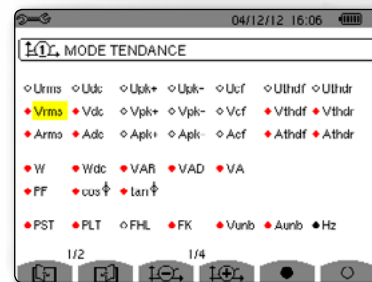 04/12/12 16:06
MODE TENDANCE
Urms Udc Upk+ Upk- Ucf Uthdf Uthdr
Vrms Vdc Vpk+ Vpk- Vcf Vthdf Vthdr
Arms Adc Apk+ Apk- Acf Athdf Athdr
W Wdc VAR VAD VA
PF cos ϕ tan ϕ
PST PLT FHL FK Vunb Aunb Hz
1/2 1/4